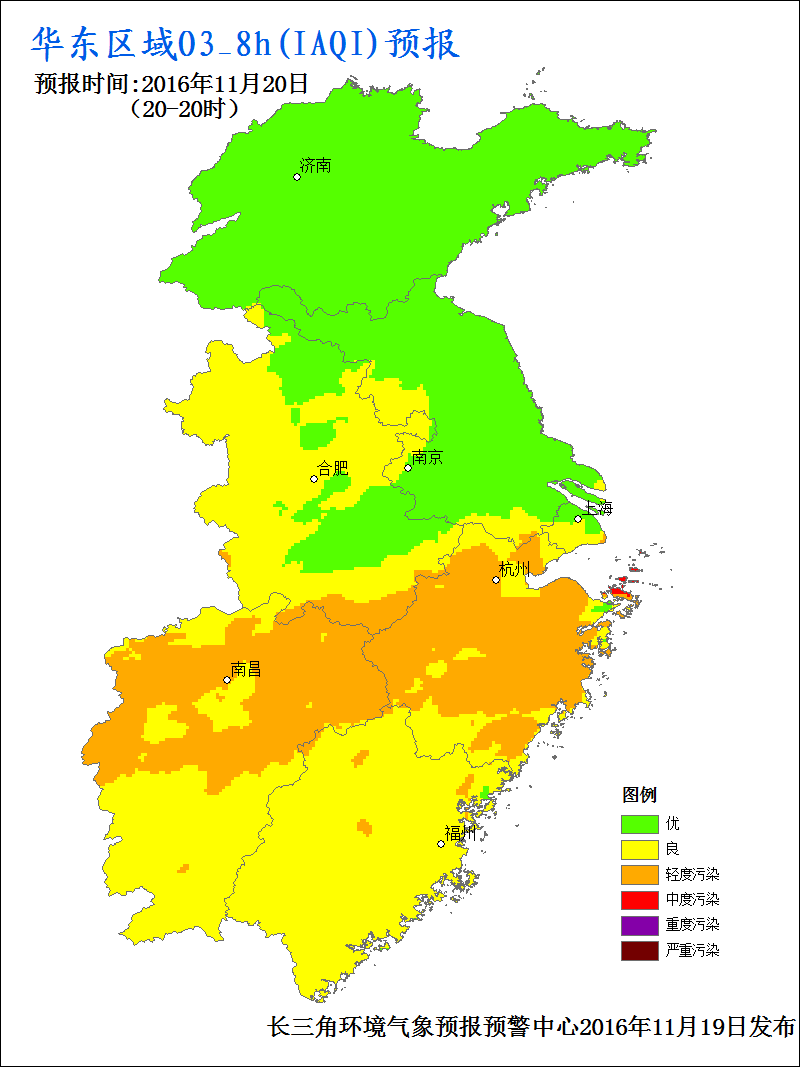 华东区域O3_8h(IAQI)预报
预报时间:2016年11月20日
（20-20时）
济南
合肥
南京
上海
杭州
南昌
福州
图例
优
良
轻度污染
中度污染
重度污染
严重污染
长三角环境气象预报预警中心2016年11月19日发布